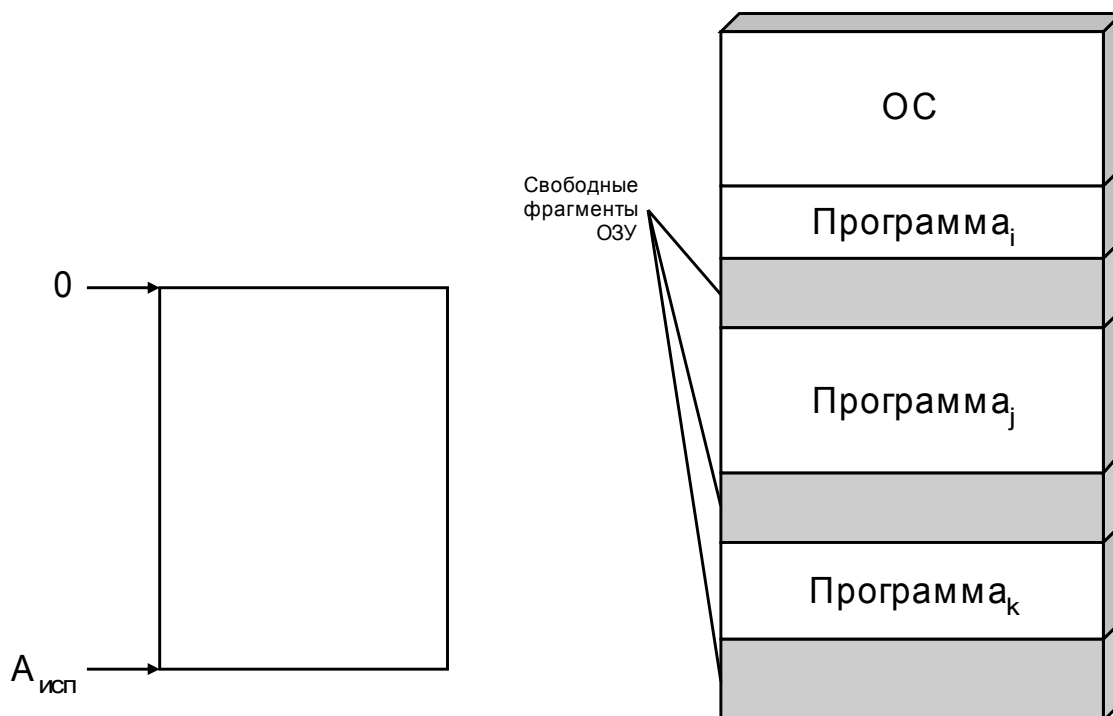 ОС
Свободные
фрагменты
ОЗУ
Программаi
0
Программаj
Программаk
Аисп